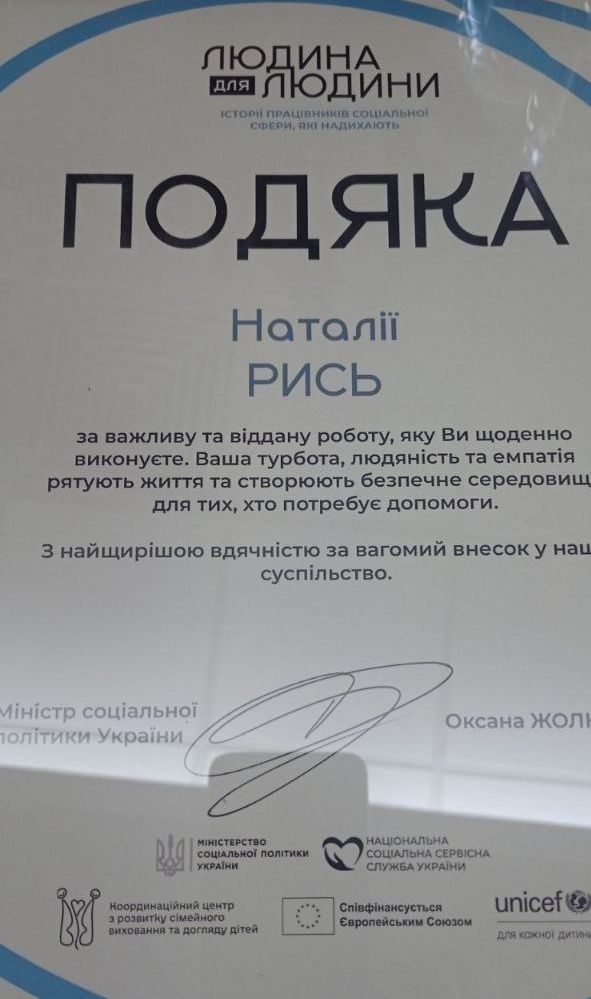 ЛЮДИНА
ДЛЯ ЛЮДИНИ
ІСТОРІЇ ПРАЦІВНИКІВ СОЦІАЛЬНОЇ
СФЕРИ, ЯКІ НАДИХАЮТЬ
ПОДЯКА
Наталії
РИСЬ
за важливу та віддану роботу, яку Ви щоденно
виконуєте. Ваша турбота, людяність та емпатія
рятують життя та створюють безпечне середовищ
для тих, хто потребує допомоги.
З найщирішою вдячністю за вагомий внесок у наш
суспільство.
Міністр соціальної
політики України
Оксана ЖОЛН
МІНІСТЕРСТВО
СОЦІАЛЬНОЇ ПОЛІТИКИ
УКРАЇНИ
НАЦІОНАЛЬНА
СОЦІАЛЬНА СЕРВІСНА
СЛУЖБА УКРАЇНИ
Координаційний центр
з розвитку сімейного
виховання та догляду дітей
Співфінансується
Європейським Союзом
unicef
ДЛЯ КОЖНОЇ ДИТИНИ